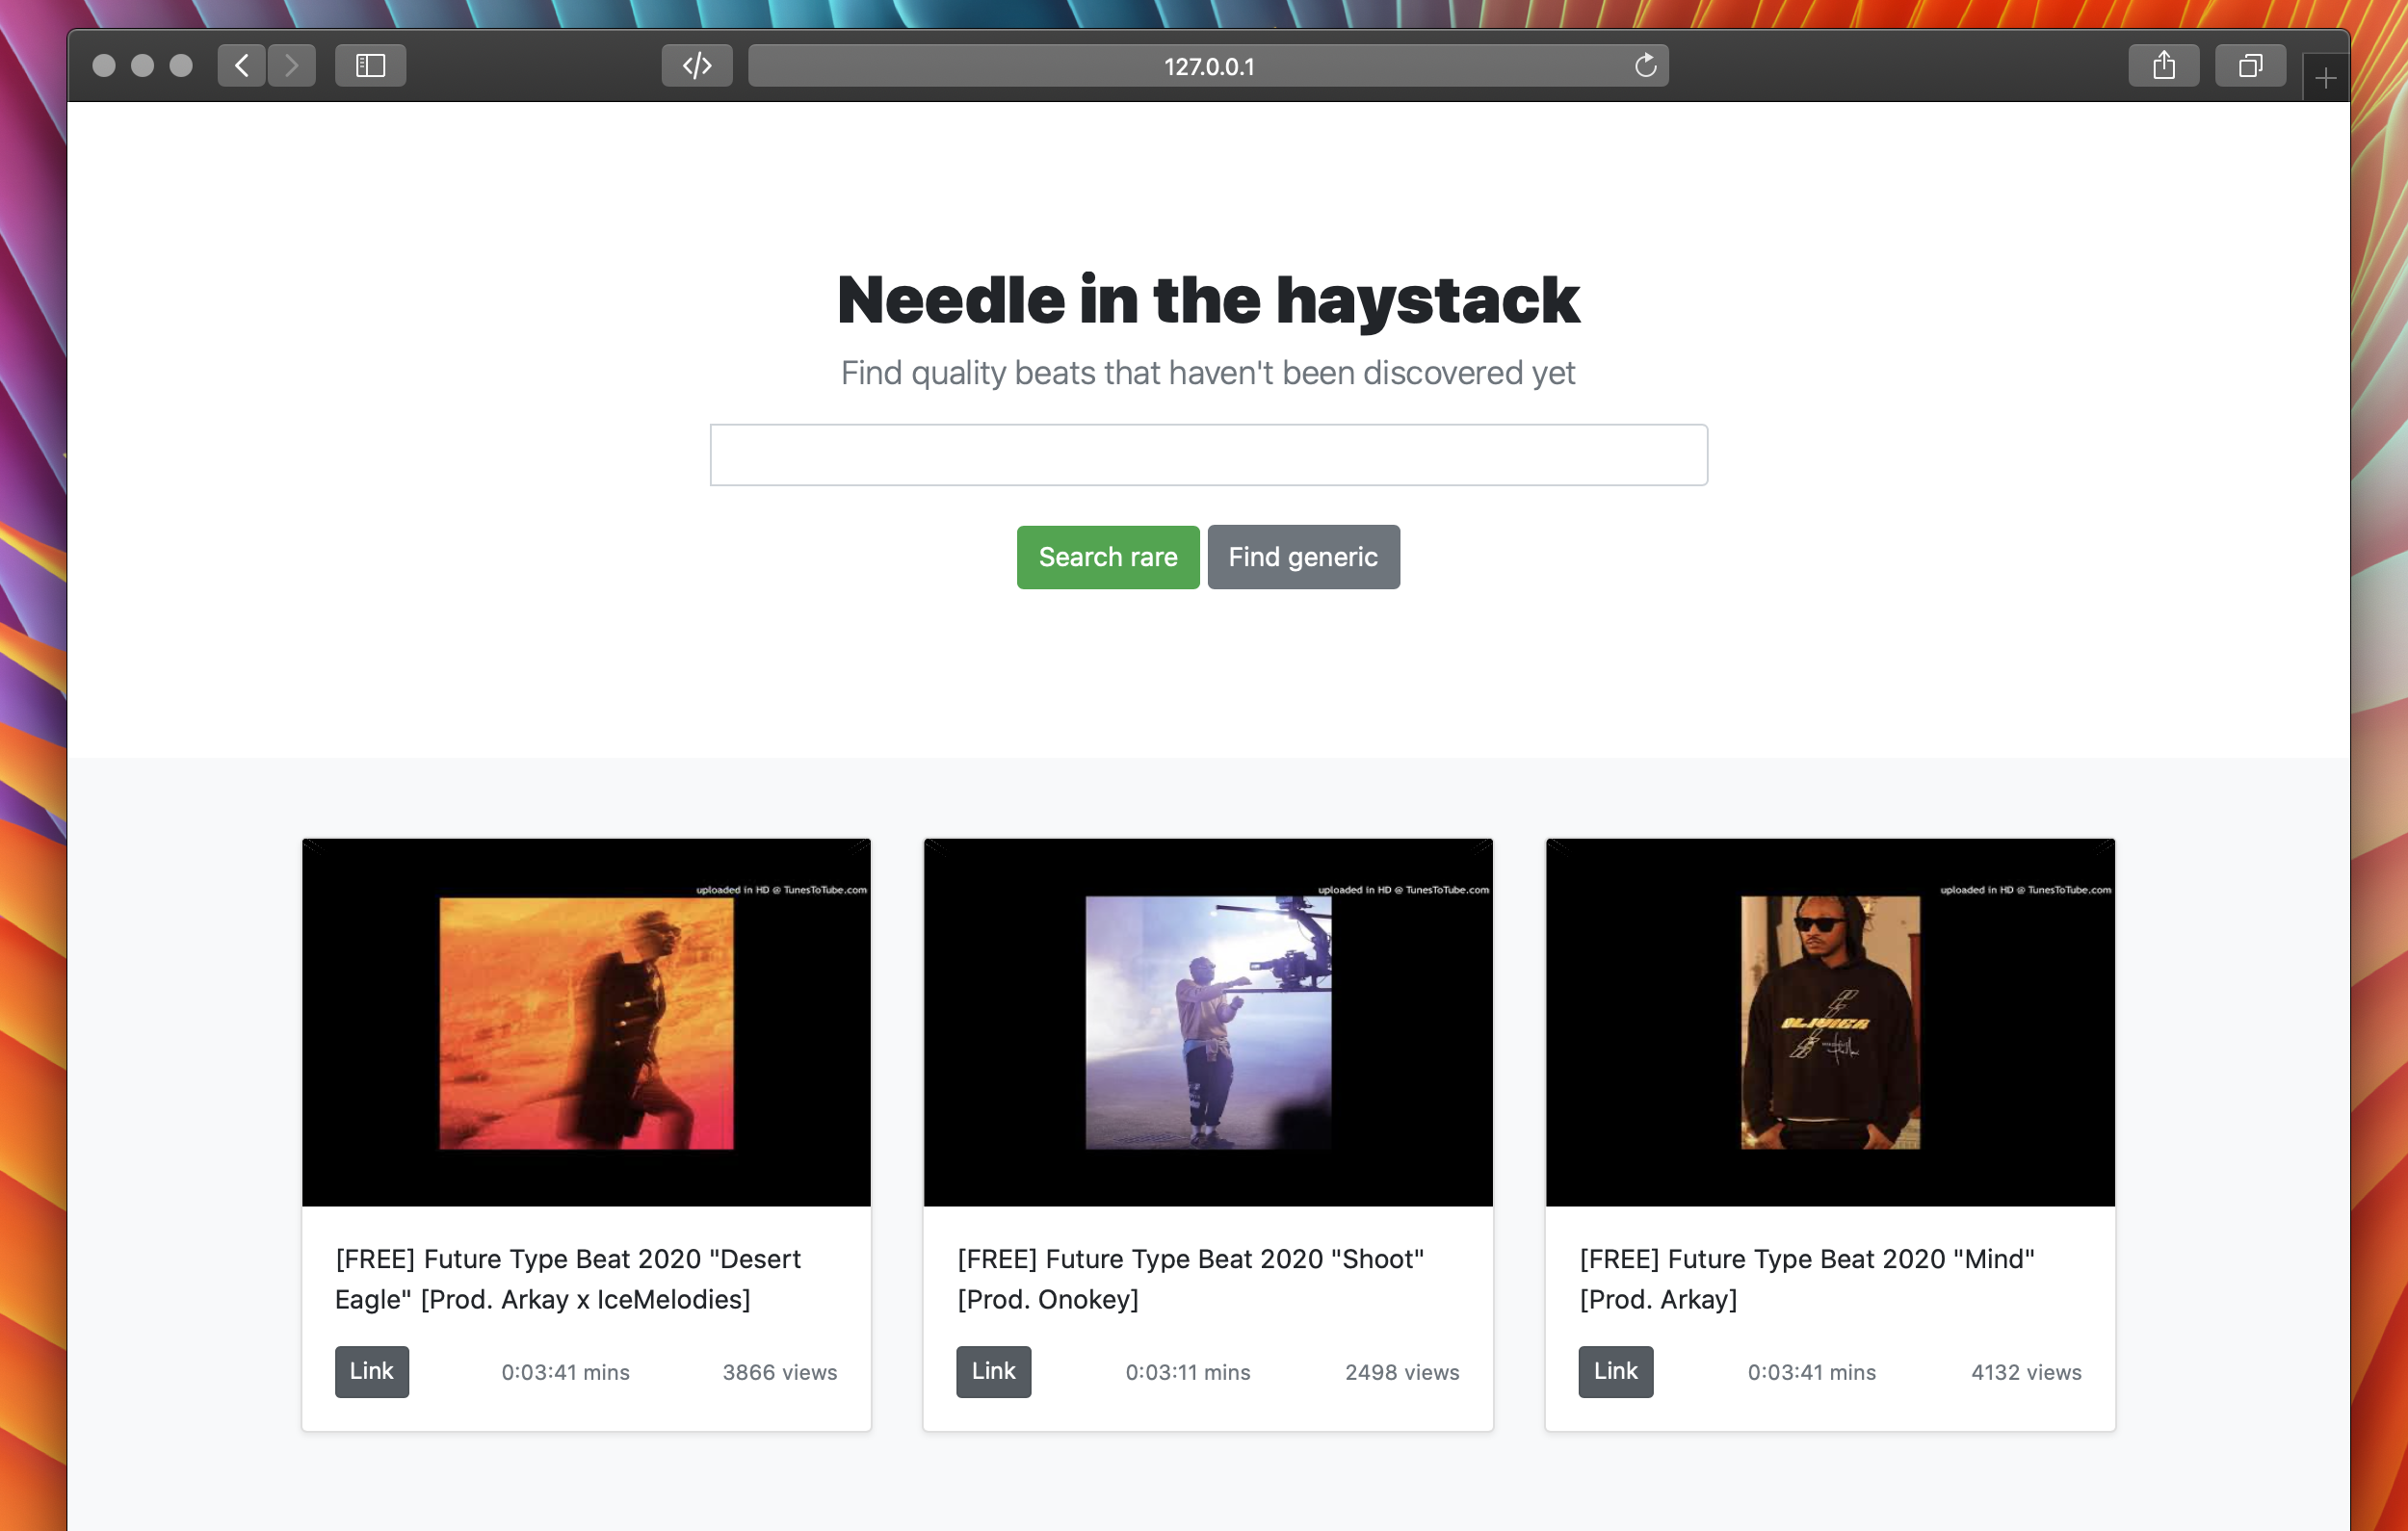 127.0.0.1
Needle in the haystack
Find quality beats that haven't been discovered yet
Search rare
Find generic
uploaded in HD @ TunesToTube.com
uploaded in HD @ TunesToTube.com
uploaded in HD @ TunesToTube.com
OLIVIER
[FREE] Future Type Beat 2020 "Desert
Eagle" [Prod. Arkay x IceMelodies]
Link
0:03:41 mins
3866 views
[FREE] Future Type Beat 2020 "Shoot"
[Prod. Onokey]
Link
0:03:11 mins
2498 views
[FREE] Future Type Beat 2020 "Mind"
[Prod. Arkay]
Link
0:03:41 mins
4132 views